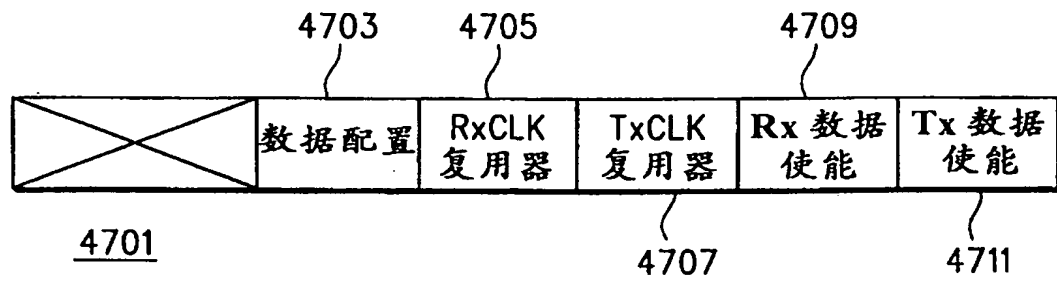 4703
4705
4709
数据配置
RxCLK
复用器
TxCLK
复用器
Rx 数据
使能
Tx 数据
使能
4701
4707
4711